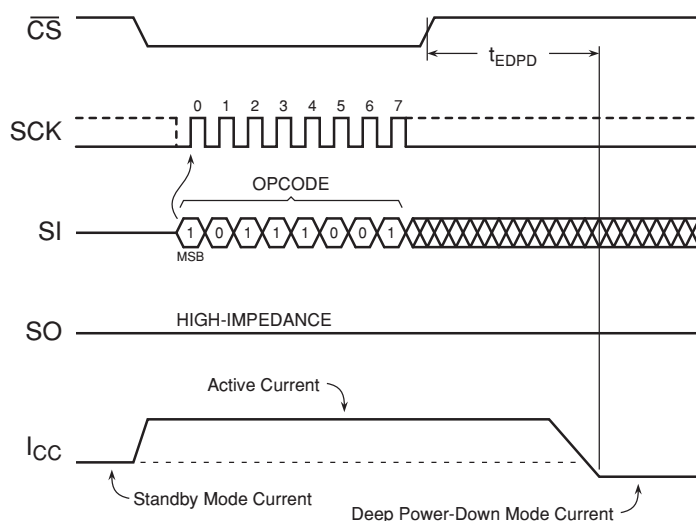 CS
tEDPD
0 1 2 3 4 5 6 7
SCK
OPCODE
SI
1 0 1 1 1 0 0 1
MSB
HIGH-IMPEDANCE
SO
Active Current
ICC
Standby Mode Current
Deep Power-Down Mode Current